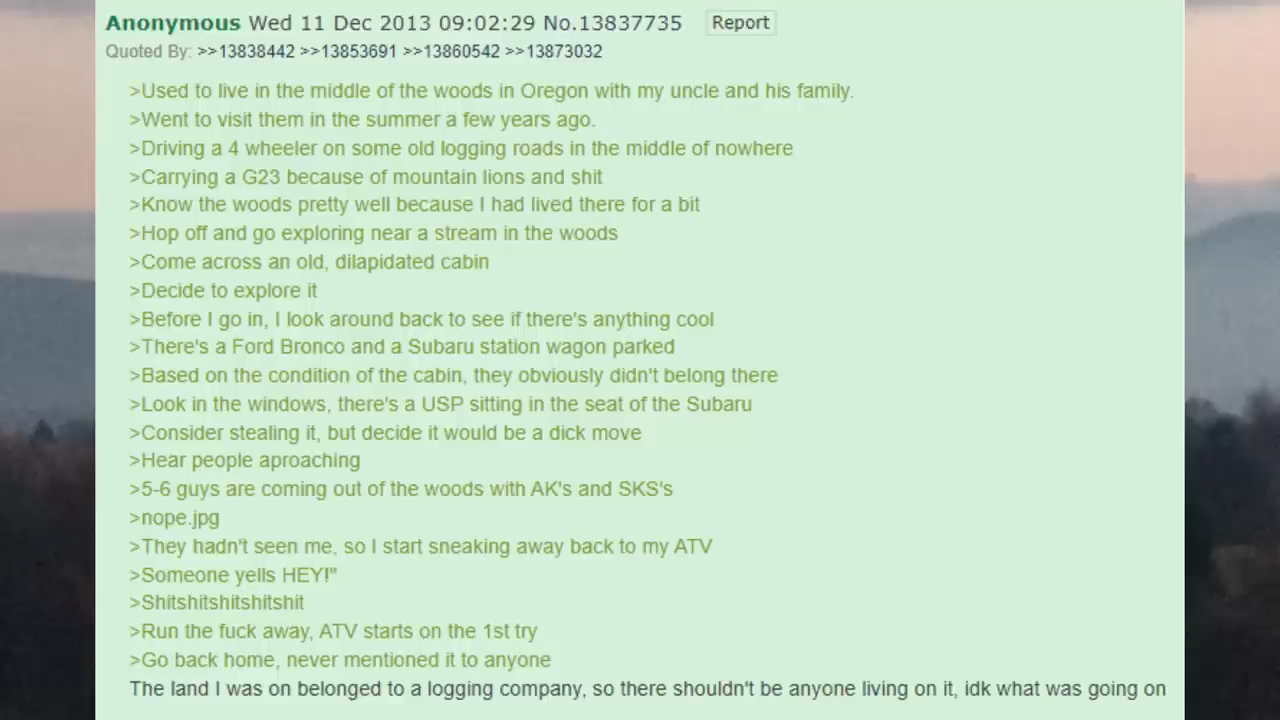 Anonymous Wed 11 Dec 2013 09:02:29 No.13837735 Report
Quoted By: >>13838442 >>13853691 >>13860542 >>13873032
>Used to live in the middle of the woods in Oregon with my uncle and his family.
>Went to visit them in the summer a few years ago.
>Driving a 4 wheeler on some old logging roads in the middle of nowhere
>Carrying a G23 because of mountain lions and shit
>Know the woods pretty well because I had lived there for a bit
>Hop off and go exploring near a stream in the woods
>Come across an old, dilapidated cabin
>Decide to explore it
>Before I go in, I look around back to see if there's anything cool
>There's a Ford Bronco and a Subaru station wagon parked
>Based on the condition of the cabin, they obviously didn't belong there
>Look in the windows, there's a USP sitting in the seat of the Subaru
>Consider stealing it, but decide it would be a dick move
>Hear people aproaching
>5-6 guys are coming out of the woods with AK's and SKS's
>nope.jpg
>They hadn't seen me, so I start sneaking away back to my ATV
>Someone yells HEY!"
>Shitshitshitshitshit
>Run the fuck away, ATV starts on the 1st try
>Go back home, never mentioned it to anyone
The land I was on belonged to a logging company, so there shouldn't be anyone living on it, idk what was going on